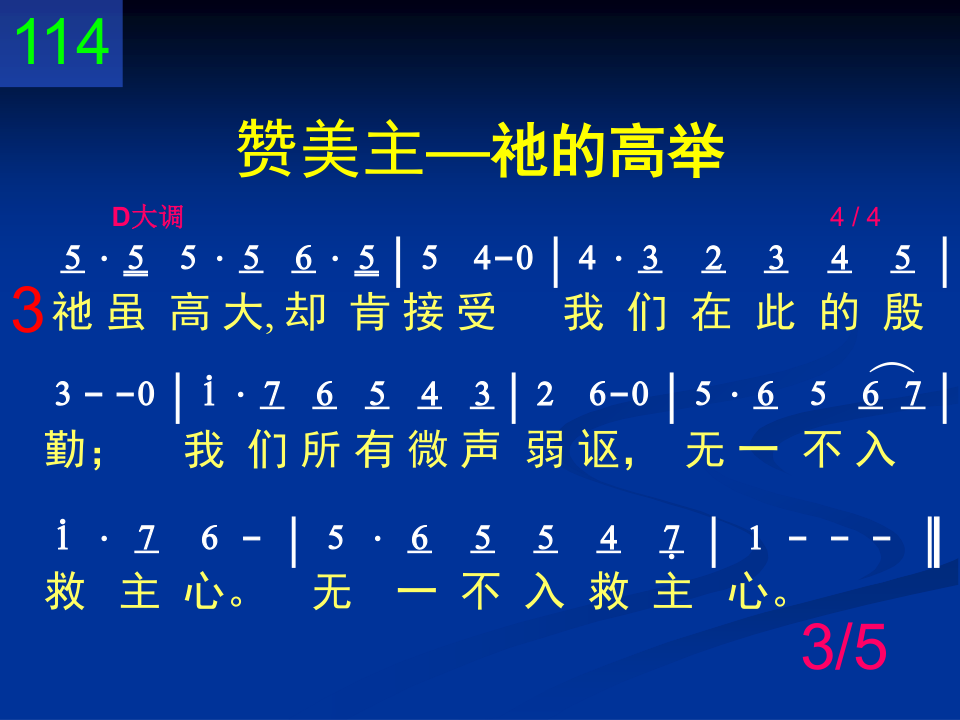 114
赞美主—祂的高举
D大调 4 / 4
5 · 5 5 · 5 6 · 5 | 5 4-0 | 4 · 3 2 3 4 5 |
3 祂虽高大,却肯接受 我们在此的殷
3 - -0 | i · 7 6 5 4 3 | 2 6-0 | 5 · 6 5 6 7 |
勤； 我们所有微声弱讴， 无一不入
i · 7 6 - | 5 · 6 5 5 4 7̣ | 1 - - - ‖
救主心。 无一不入救主心。
3/5